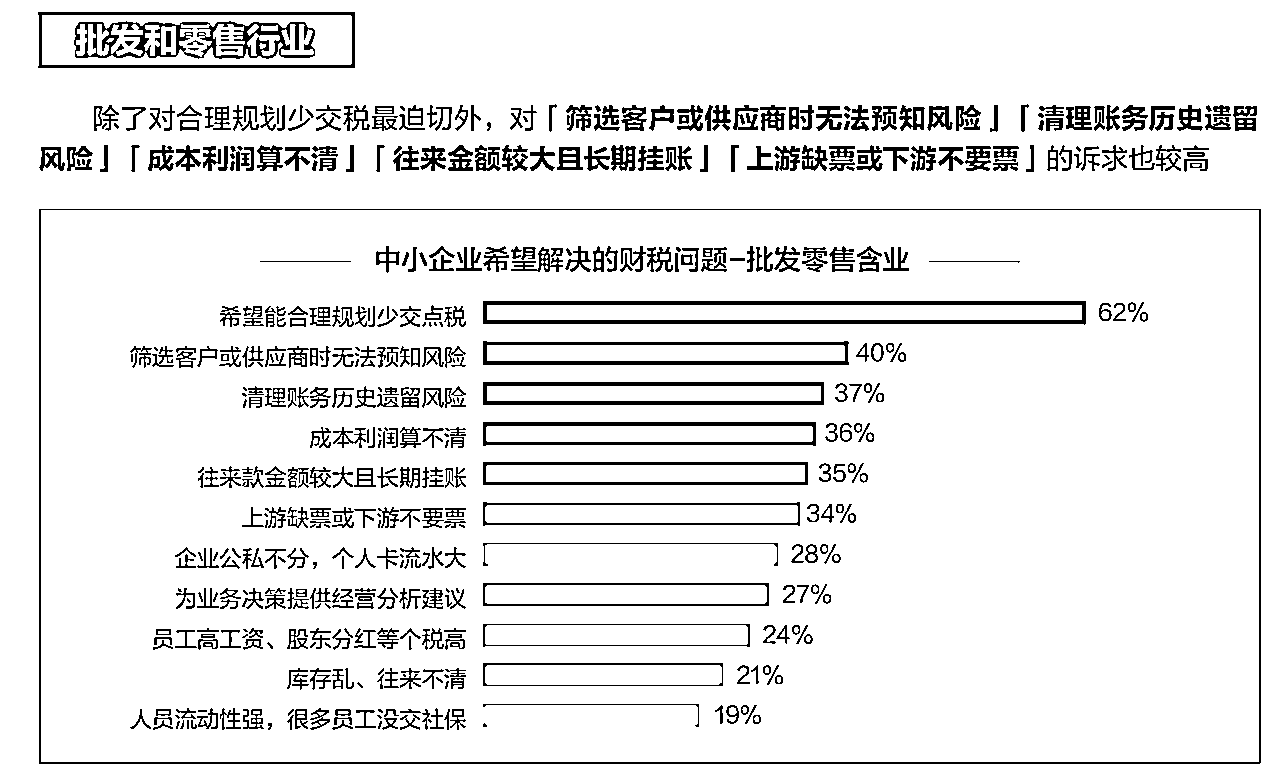 批发和零售行业
除了对合理规划少交税最迫切外，对「筛选客户或供应商时无法预知风险」「清理账务历史遗留
风险」「成本利润算不清」「往来金额较大且长期挂账」「上游缺票或下游不要票」的诉求也较高
中小企业希望解决的财税问题-批发零售含业
希望能合理规划少交点税 62%
筛选客户或供应商时无法预知风险 40%
清理账务历史遗留风险 37%
成本利润算不清 36%
往来款金额较大且长期挂账 35%
上游缺票或下游不要票 34%
企业公私不分，个人卡流水大 28%
为业务决策提供经营分析建议 27%
员工高工资、股东分红等个税高 24%
库存乱、往来不清 21%
人员流动性强，很多员工没交社保 19%